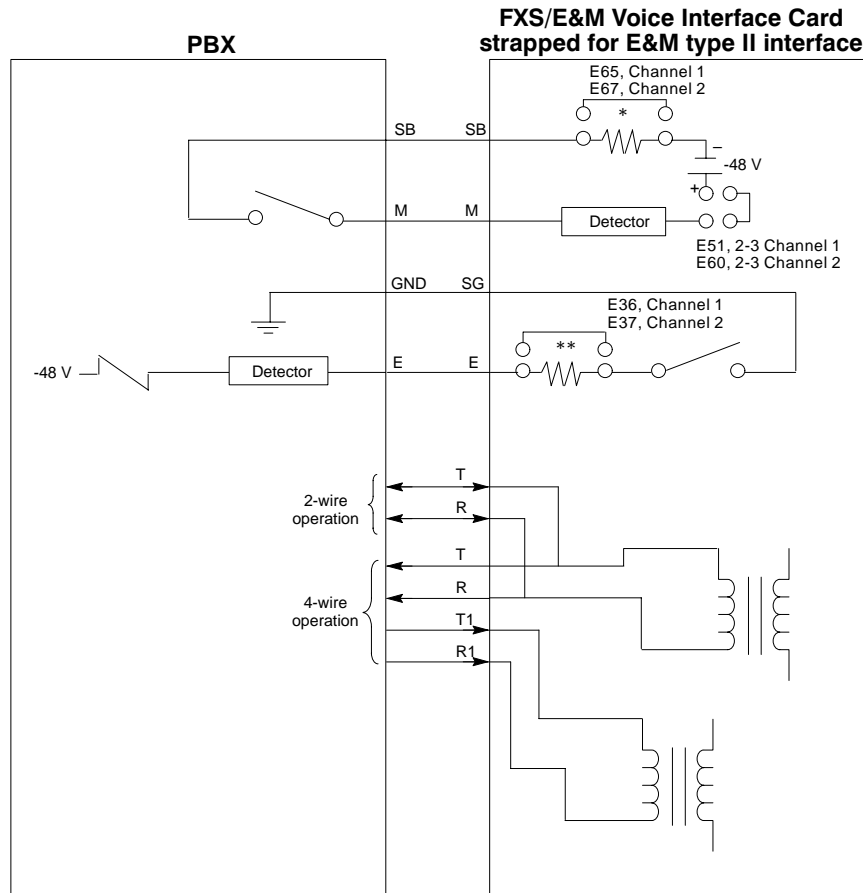 PBX
FXS/E&M Voice Interface Card
strapped for E&M type II interface
E65, Channel 1
E67, Channel 2
*
SB SB
–
-48 V
+
M M
Detector
E51, 2-3 Channel 1
E60, 2-3 Channel 2
GND SG
E36, Channel 1
E37, Channel 2
**
-48 V
Detector
E E
2-wire
operation
T
R
4-wire
operation
T
R
T1
R1